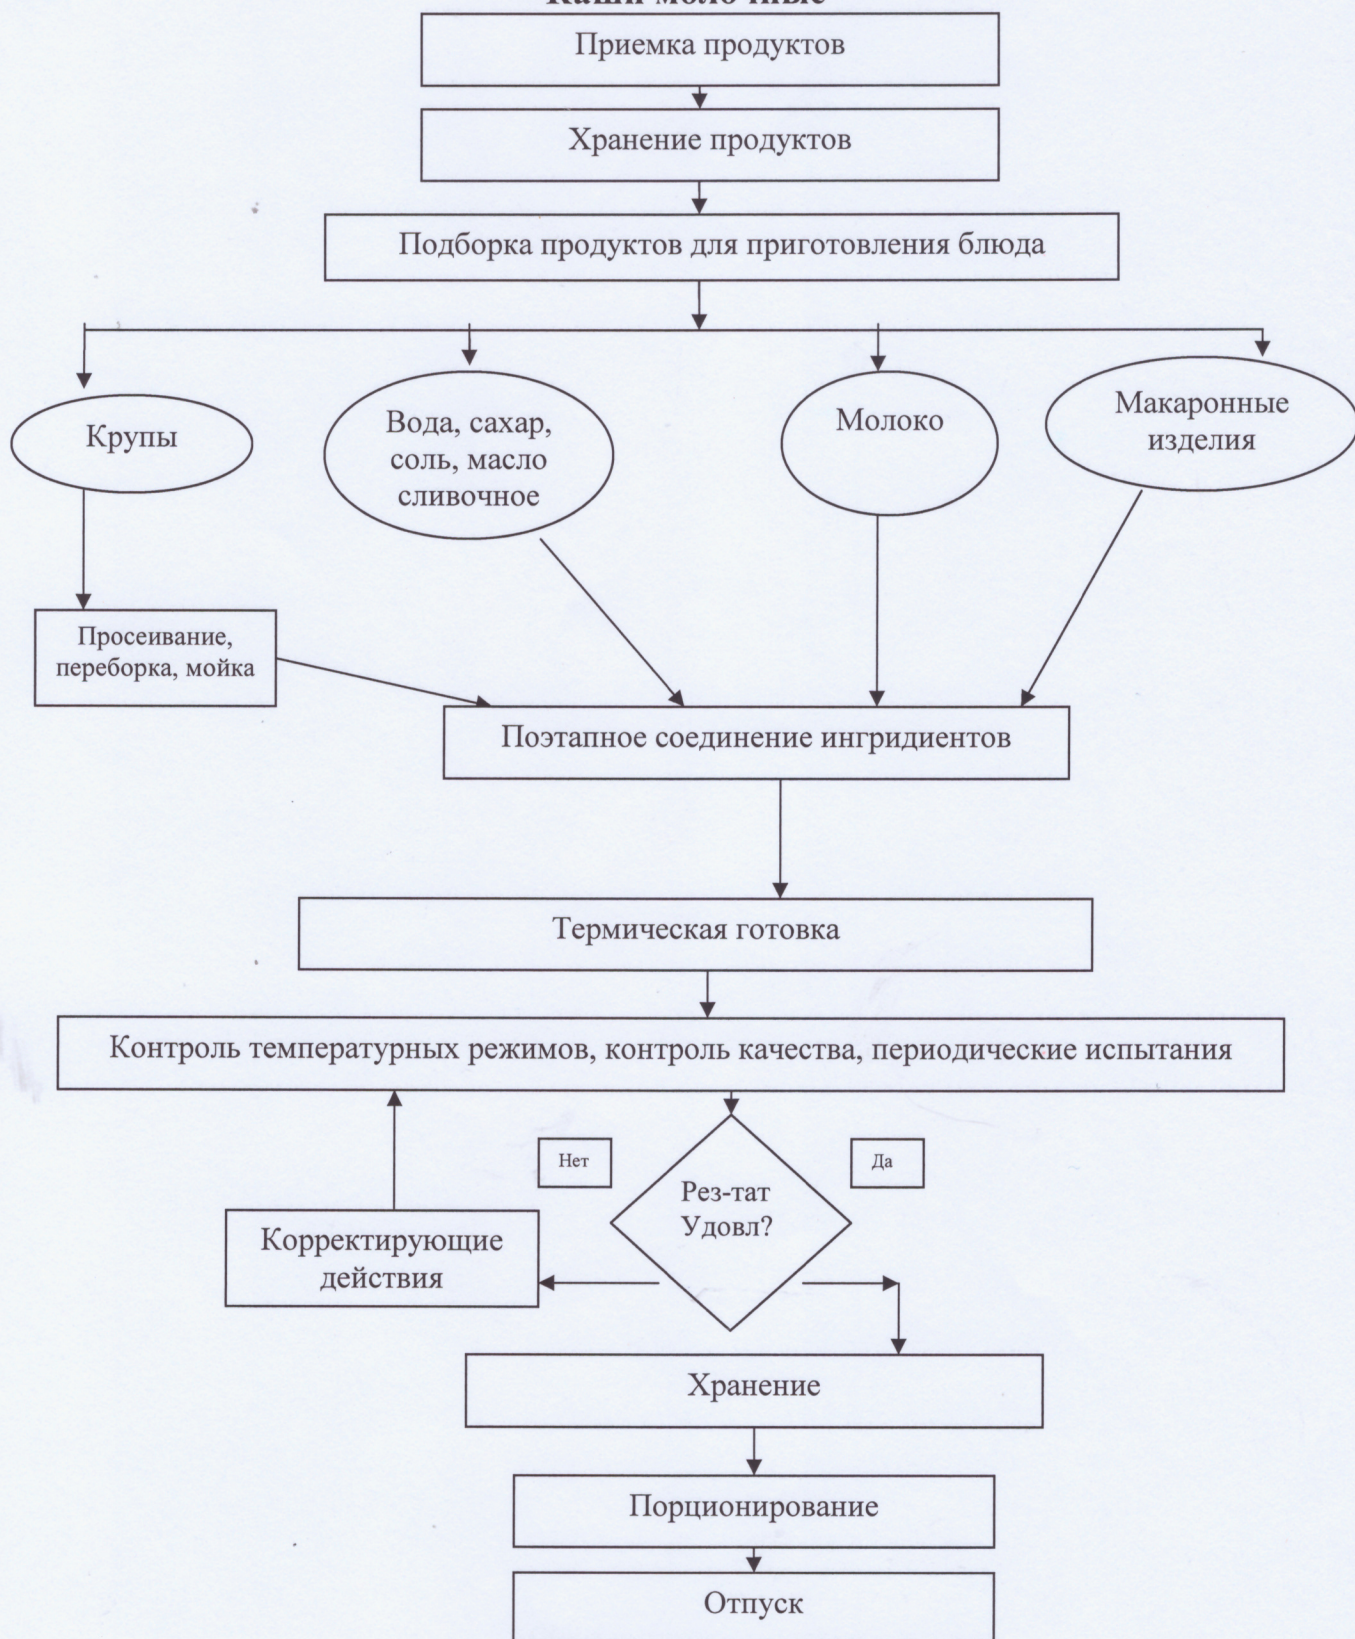 Каши молочные
Приемка продуктов
Хранение продуктов
Подборка продуктов для приготовления блюда
Крупы
Вода, сахар,
соль, масло
сливочное
Молоко
Макаронные
изделия
Просеивание,
переборка, мойка
Поэтапное соединение ингридиентов
Термическая готовка
Контроль температурных режимов, контроль качества, периодические испытания
Нет
Да
Рез-тат
Удовл?
Корректирующие
действия
Хранение
Порционирование
Отпуск